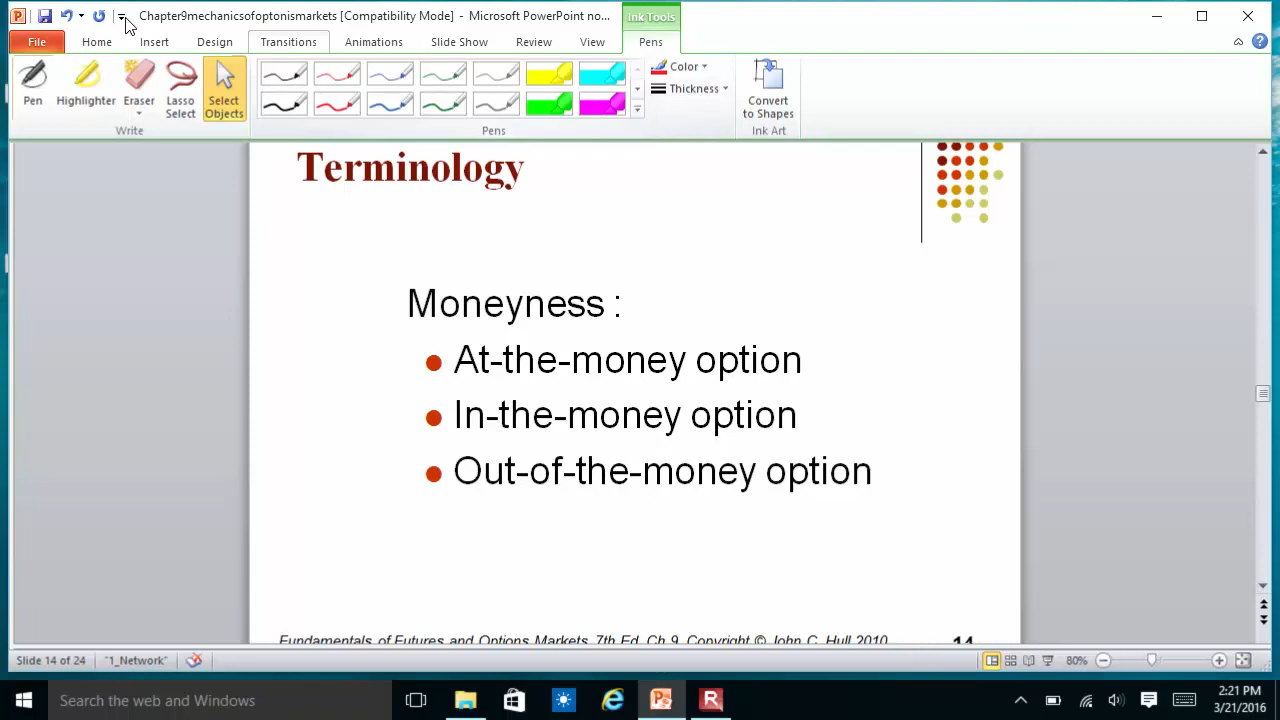 Chapter9mechanicsofoptonismarkets [Compatibility Mode] - Microsoft PowerPoint no...
Ink Tools
File Home Insert Design Transitions Animations Slide Show Review View Pens
Pen Highlighter Eraser Lasso Select Select Objects
Color
Thickness
Convert to Shapes
Write Pens Ink Art
Terminology
Moneyness :
At-the-money option
In-the-money option
Out-of-the-money option
Fundamentals of Futures and Options Markets, 7th Ed, Ch 9, Copyright © John C. Hull 2010 14
Slide 14 of 24 "1_Network" 80%
Search the web and Windows
2:21 PM
3/21/2016